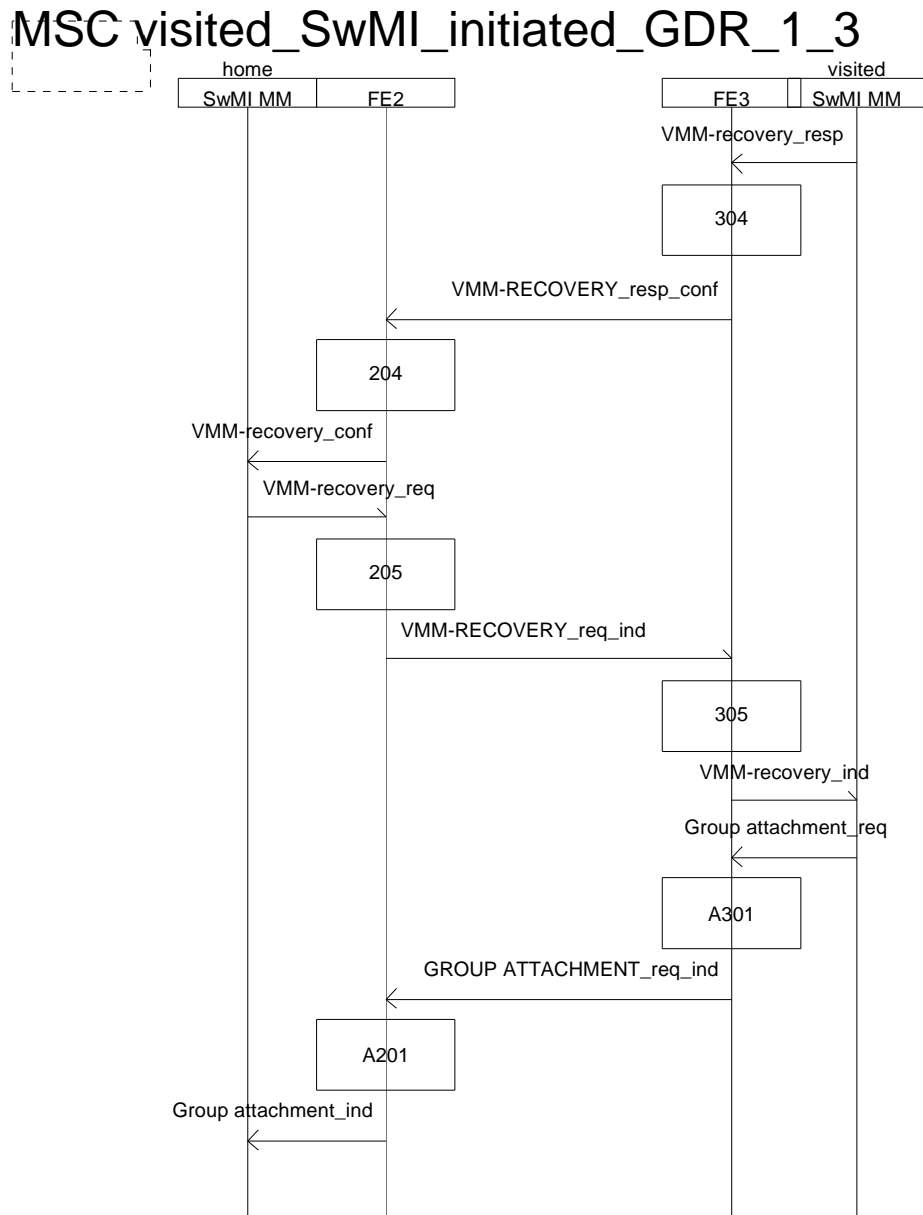 MSC visited_SwMI_initiated_GDR_1_3
home
visited
SwMI MM
FE2
FE3
SwMI MM
VMM-recovery_resp
304
VMM-RECOVERY_resp_conf
204
VMM-recovery_conf
VMM-recovery_req
205
VMM-RECOVERY_req_ind
305
VMM-recovery_ind
Group attachment_req
A301
GROUP ATTACHMENT_req_ind
A201
Group attachment_ind